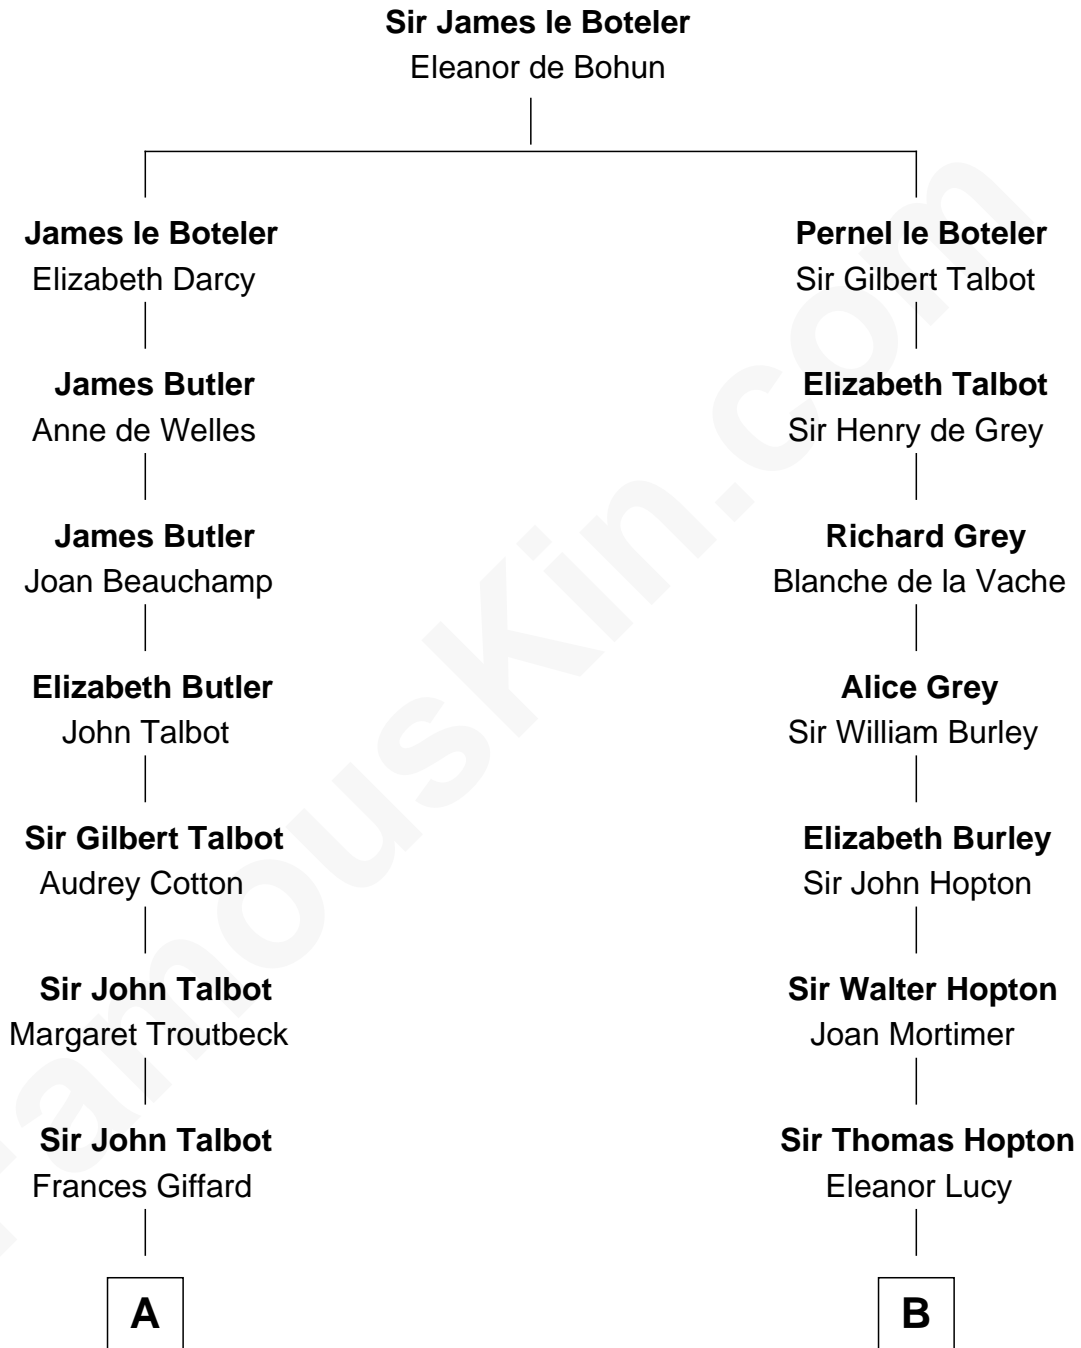 Sir James le Boteler
Eleanor de Bohun
James le Boteler
Elizabeth Darcy
James Butler
Anne de Welles
James Butler
Joan Beauchamp
Elizabeth Butler
John Talbot
Sir Gilbert Talbot
Audrey Cotton
Sir John Talbot
Margaret Troutbeck
Sir John Talbot
Frances Giffard
A
Pernel le Boteler
Sir Gilbert Talbot
Elizabeth Talbot
Sir Henry de Grey
Richard Grey
Blanche de la Vache
Alice Grey
Sir William Burley
Elizabeth Burley
Sir John Hopton
Sir Walter Hopton
Joan Mortimer
Sir Thomas Hopton
Eleanor Lucy
B
FamousKin.com